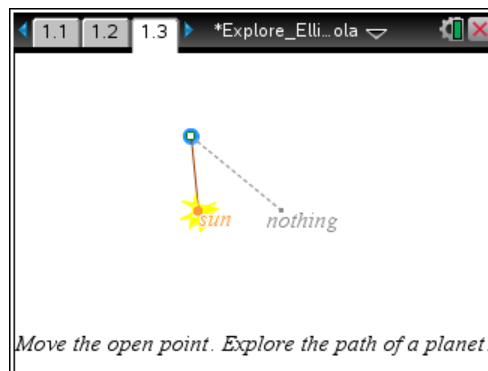 1.1 1.2 1.3 *Explore_Elli...ola
sun nothing
Move the open point. Explore the path of a planet.